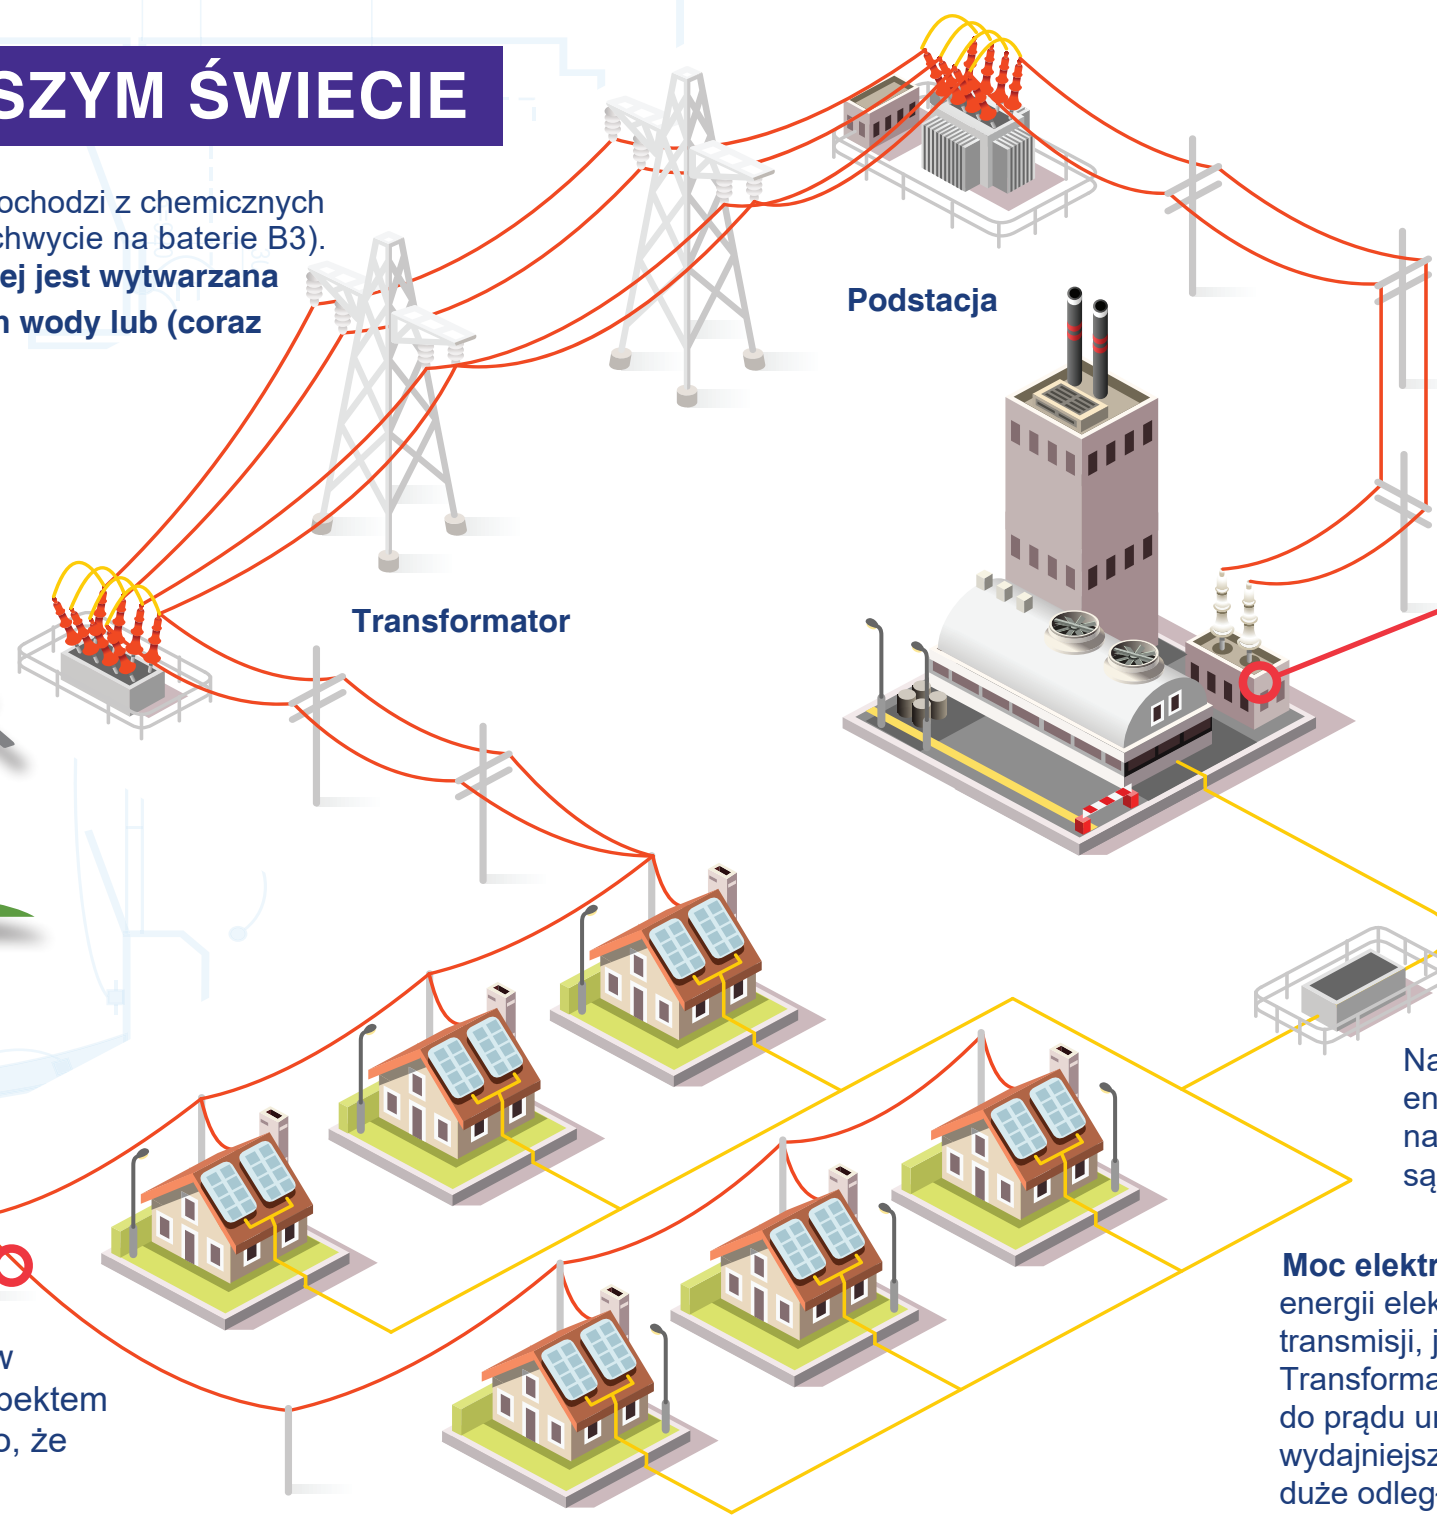 SZYM ŚWIECIE
ochodzi z chemicznych
chwycie na baterie B3).
ej jest wytwarzana
wody lub (coraz
Podstacja
Transformator
Na
en
na
są
Moc elektr
energii elek
transmisji, j
Transforma
do prądu
wydajniejsz
duże odleg
w
pektem
o, że